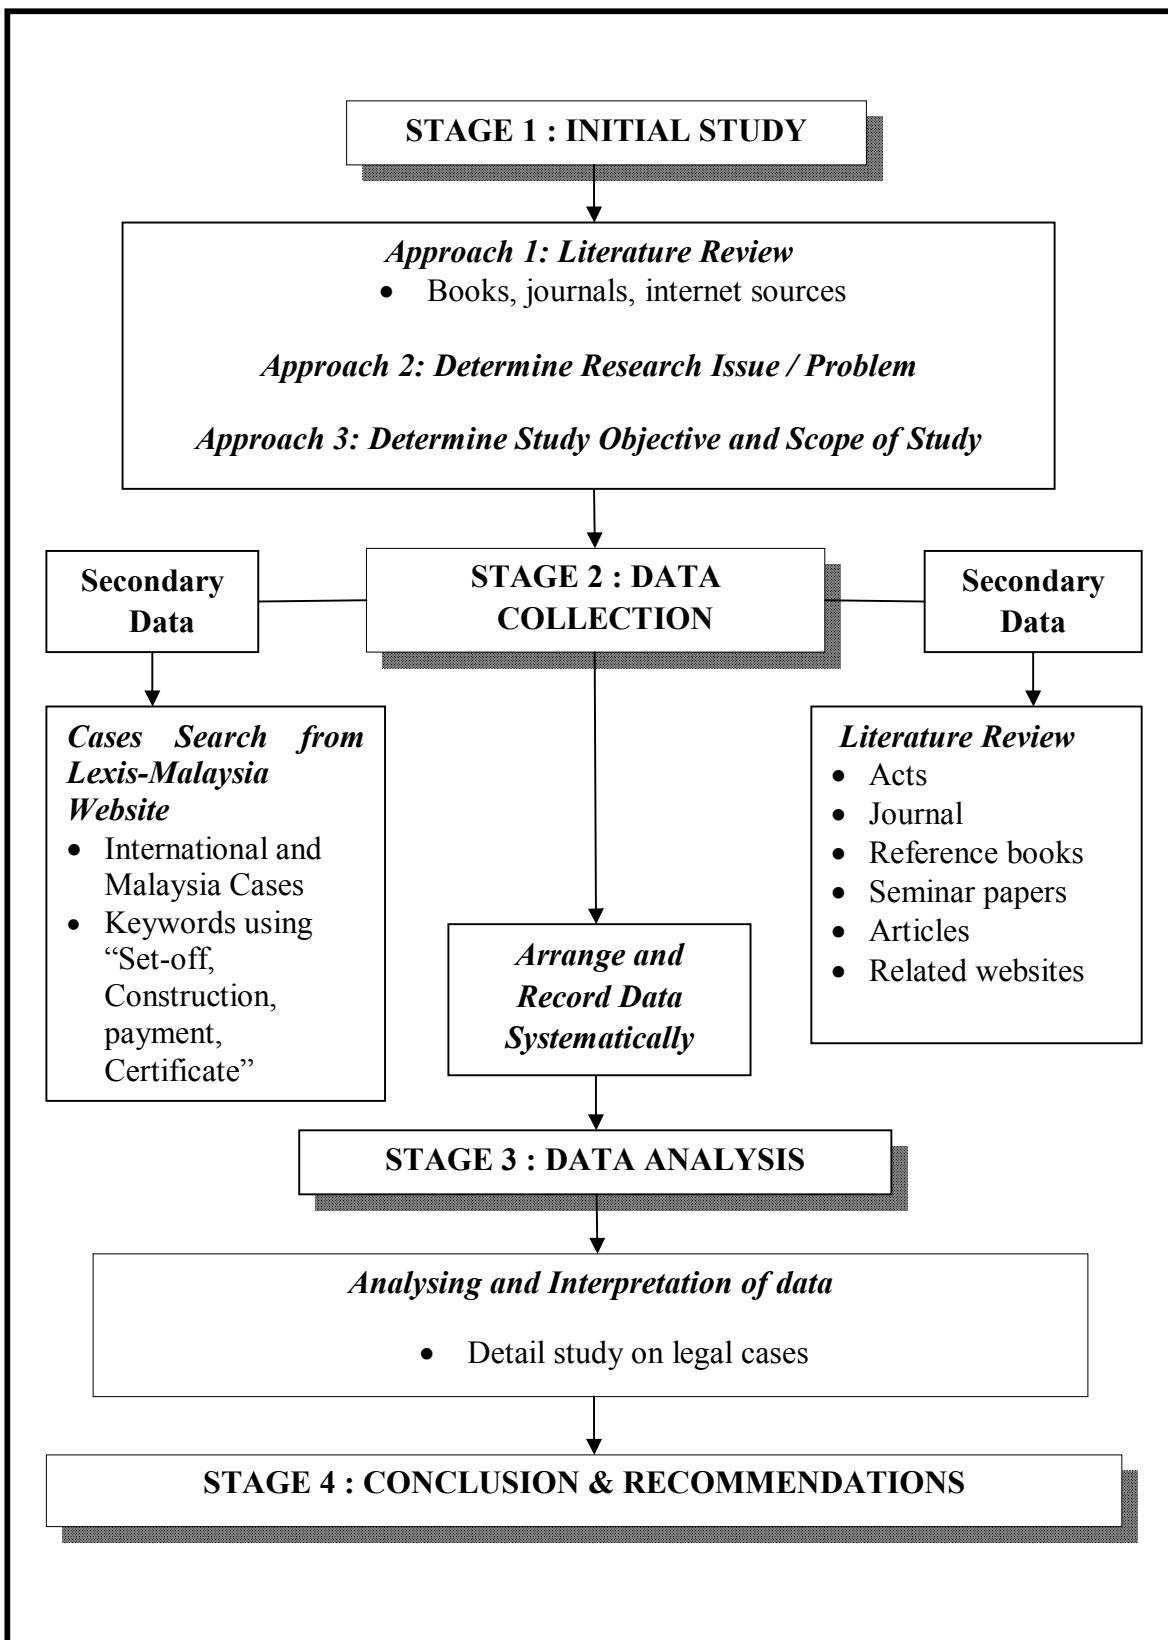 STAGE 1 : INITIAL STUDY
Approach 1: Literature Review
• Books, journals, internet sources
Approach 2: Determine Research Issue / Problem
Approach 3: Determine Study Objective and Scope of Study
Secondary
Data
STAGE 2 : DATA
COLLECTION
Secondary
Data
Cases Search from
Lexis-Malaysia
Website
• International and
Malaysia Cases
• Keywords using
“Set-off,
Construction,
payment,
Certificate”
Literature Review
• Acts
• Journal
• Reference books
• Seminar papers
• Articles
• Related websites
Arrange and
Record Data
Systematically
STAGE 3 : DATA ANALYSIS
Analysing and Interpretation of data
• Detail study on legal cases
STAGE 4 : CONCLUSION & RECOMMENDATIONS